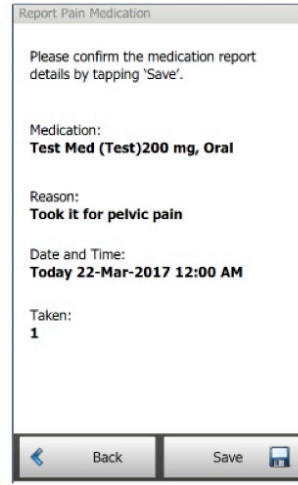 Report Pain Medication
Please confirm the medication report
details by tapping ‘Save’.
Medication:
Test Med (Test)200 mg, Oral
Reason:
Took it for pelvic pain
Date and Time:
Today 22-Mar-2017 12:00 AM
Taken:
1
Back
Save